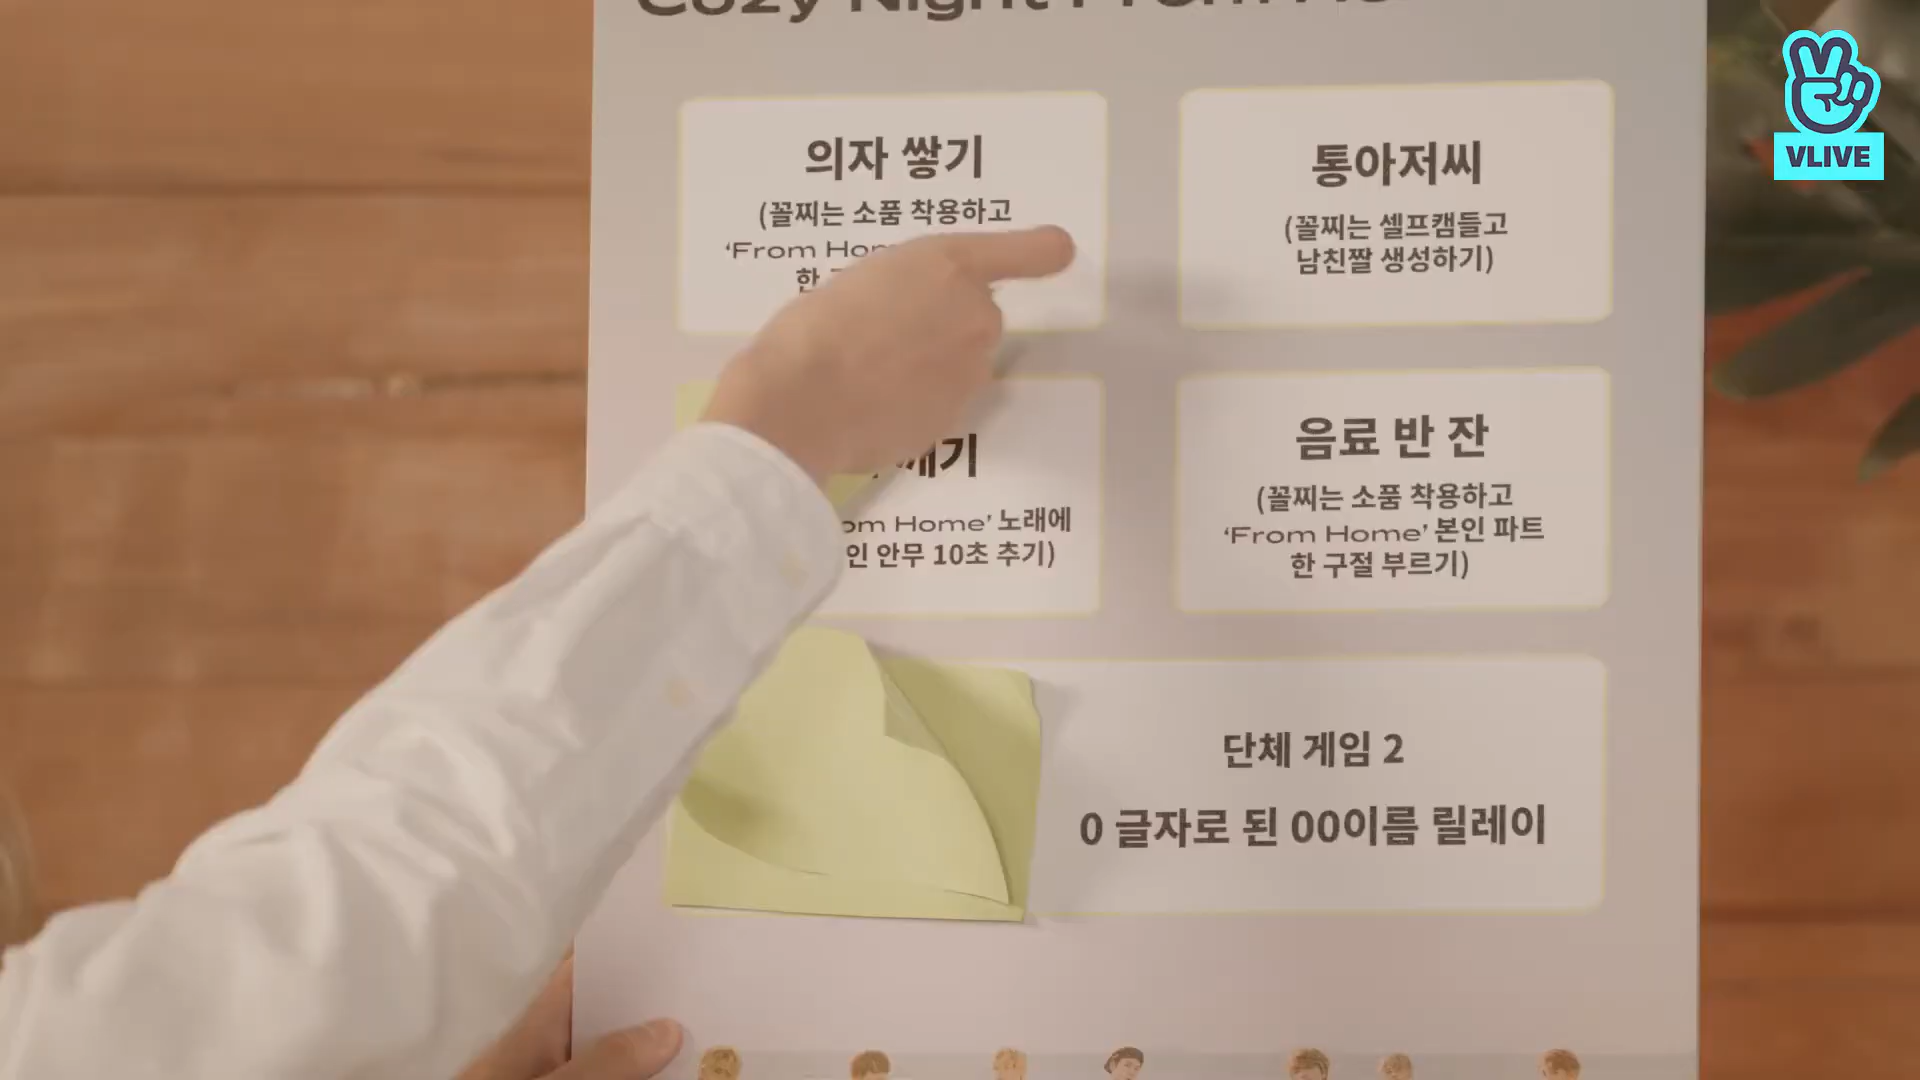 Cozy Night From
VLIVE
의자 쌓기
(꼴찌는 소품 착용하고
‘From
한
통아저씨
(꼴찌는 셀프캠들고
남친짤 생성하기)
Home’ 노래에
안무 10초 추기)
음료 반 잔
(꼴찌는 소품 착용하고
‘From Home’ 본인 파트
한 구절 부르기)
단체 게임 2
0 글자로 된 00이름 릴레이